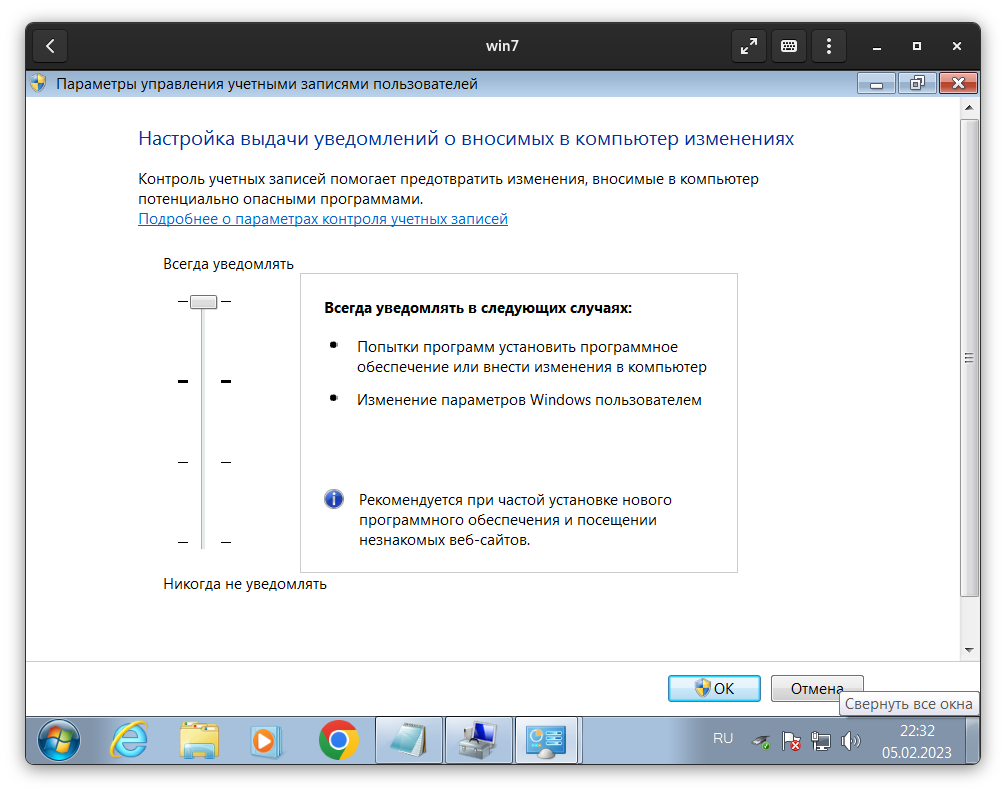 win7
Параметры управления учетными записями пользователей
Настройка выдачи уведомлений о вносимых в компьютер изменениях
Контроль учетных записей помогает предотвратить изменения, вносимые в компьютер
потенциально опасными программами.
Подробнее о параметрах контроля учетных записей
Всегда уведомлять
Всегда уведомлять в следующих случаях:
Попытки программ установить программное
обеспечение или внести изменения в компьютер
Изменение параметров Windows пользователем
Рекомендуется при частой установке нового
программного обеспечения и посещении
незнакомых веб-сайтов.
Никогда не уведомлять
OK
Отмена
Свернуть все окна
RU
22:32
05.02.2023